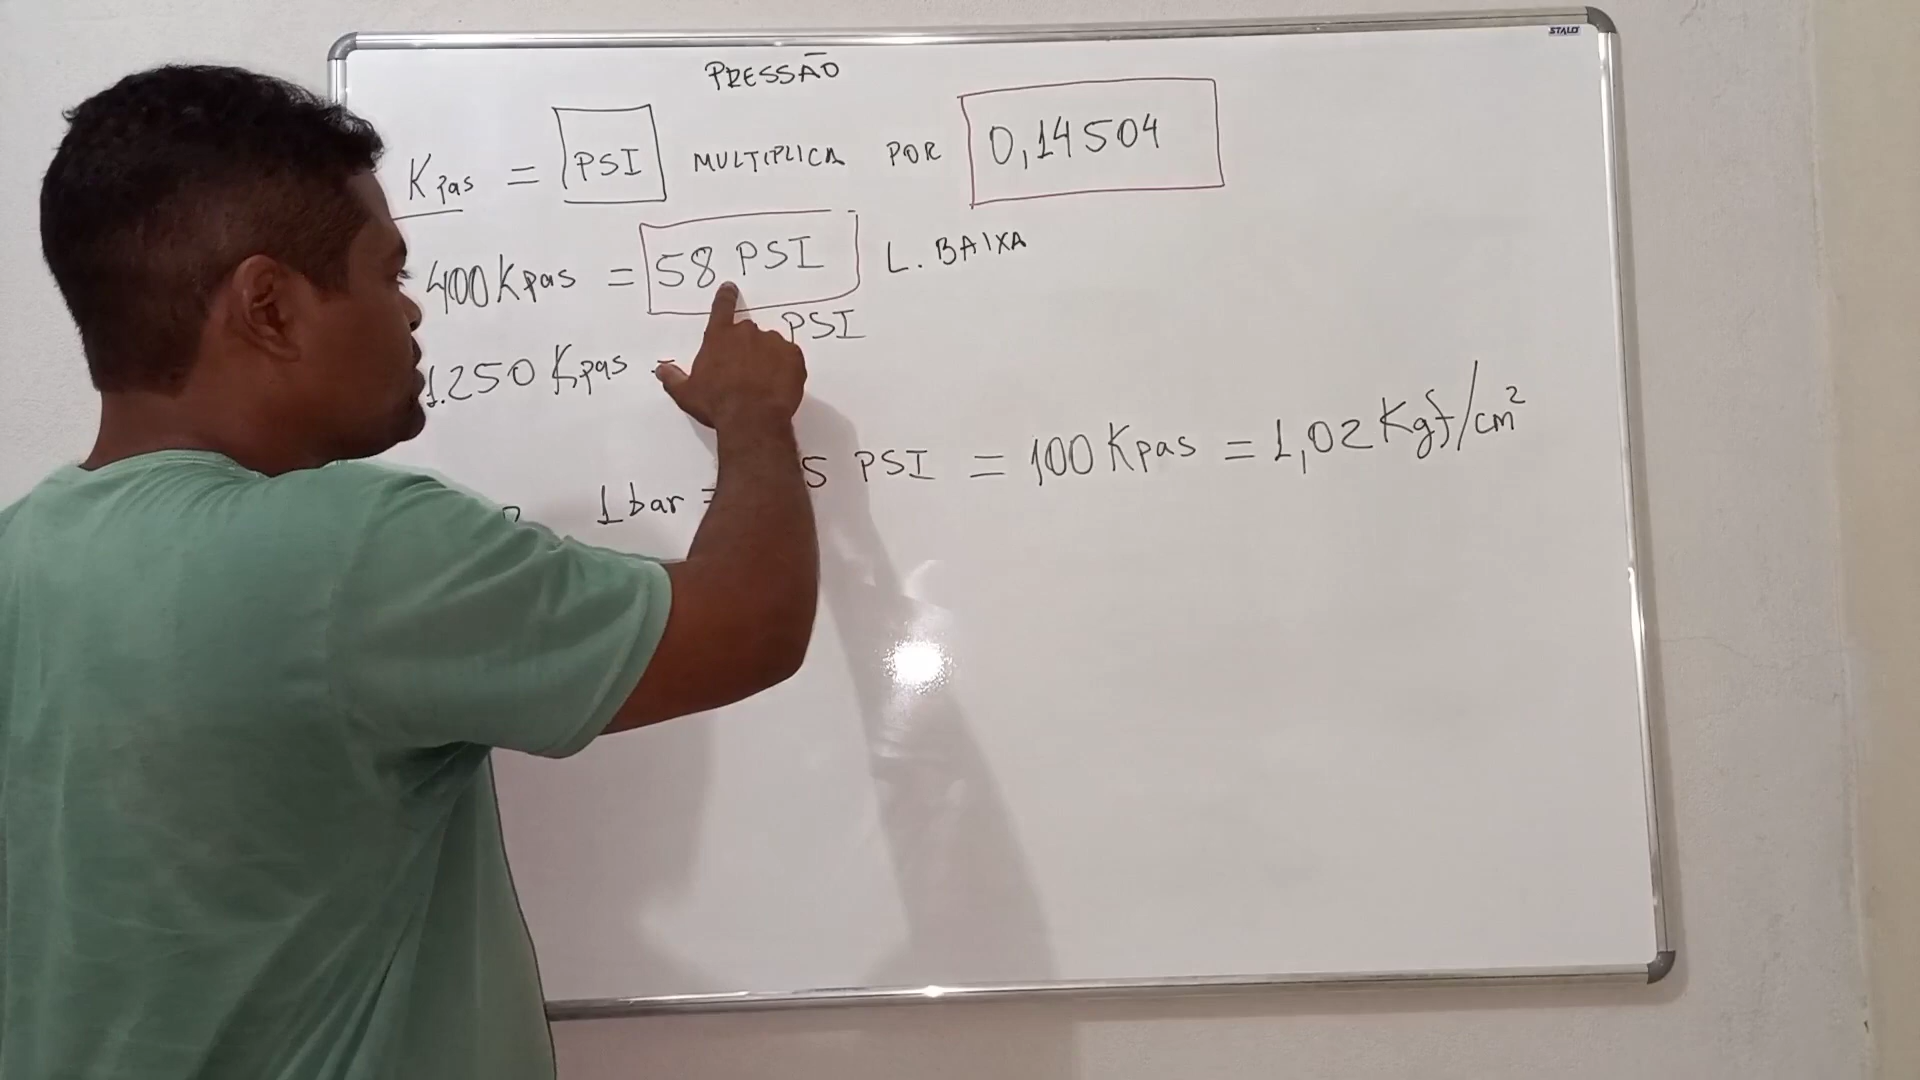 STALO
PRESSÃO
Kpas = PSI MULTIPLICA POR 0,14504
400 Kpas = 58 PSI L. BAIXA
1.250 Kpas = PSI
1 bar = 5 PSI = 100 Kpas = 1,02 Kgf/cm²